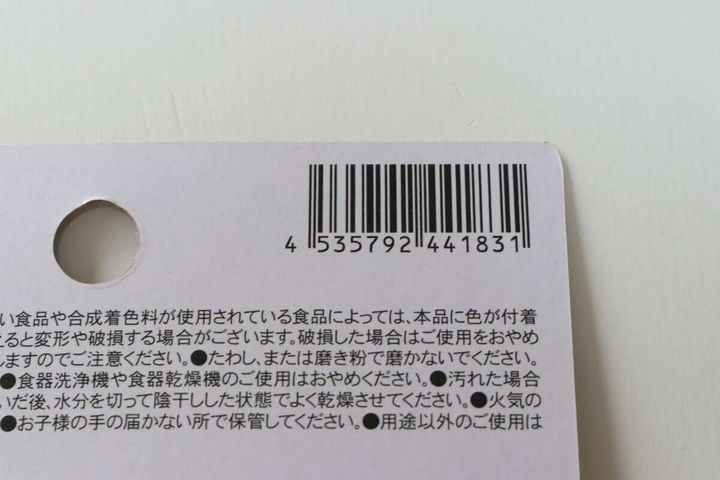 4 535792 441831
い食品や合成着色料が使用されている食品によっては、本品に色が付着
えると変形や破損する場合がございます。破損した場合はご使用をおやめ
しますのでご注意ください。●たわし、または磨き粉で磨かないでください。
●食器洗浄機や食器乾燥機のご使用はおやめください。●汚れた場合
いだ後、水分を切って陰干しした状態でよく乾燥させてください。●火気の
●お子様の手の届かない所で保管してください。●用途以外のご使用は